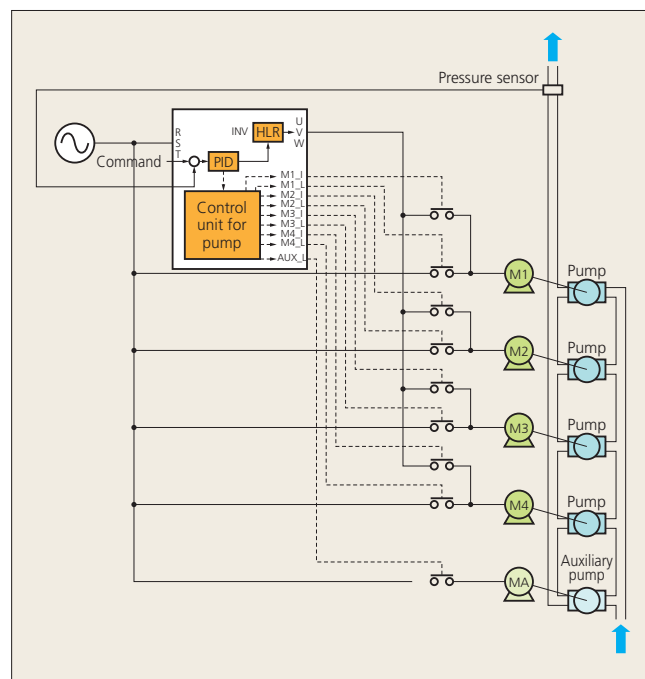 Pressure sensor
R
S
T
Command
INV
HLR
U
V
W
PID
Control
unit for
pump
M1_I
M1_L
M2_I
M2_L
M3_I
M3_L
M4_I
M4_L
AUX_L
M1
Pump
M2
Pump
M3
Pump
M4
Pump
MA
Auxiliary
pump